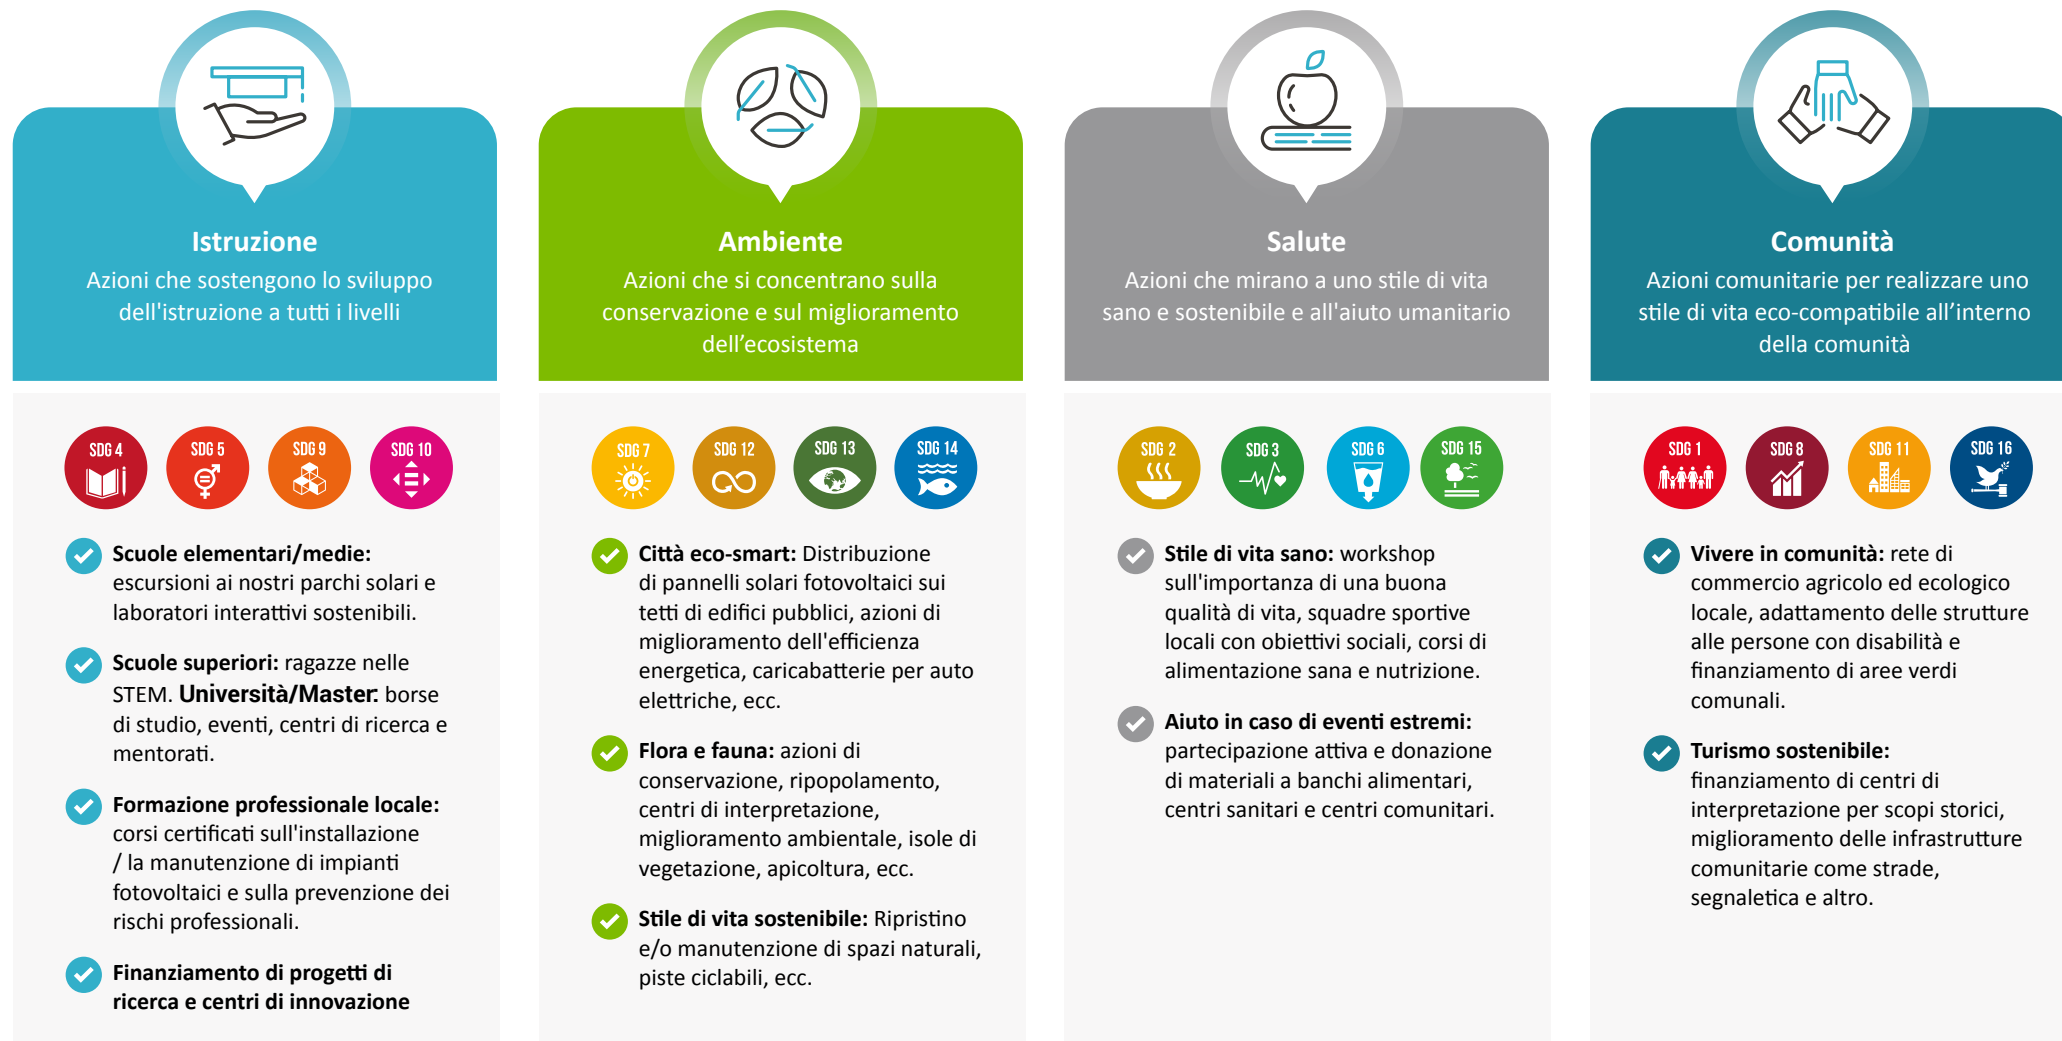 Istruzione
Azioni che sostengono lo sviluppo
dell'istruzione a tutti i livelli
SDG 4
SDG 5
SDG 9
SDG 10
Scuole elementari/medie:
escursioni ai nostri parchi solari e
laboratori interattivi sostenibili.
Scuole superiori: ragazze nelle
STEM. Università/Master: borse
di studio, eventi, centri di ricerca e
mentorati.
Formazione professionale locale:
corsi certificati sull'installazione
/ la manutenzione di impianti
fotovoltaici e sulla prevenzione dei
rischi professionali.
Finanziamento di progetti di
ricerca e centri di innovazione
Ambiente
Azioni che si concentrano sulla
conservazione e sul miglioramento
dell’ecosistema
SDG 7
SDG 12
SDG 13
SDG 14
Città eco-smart: Distribuzione
di pannelli solari fotovoltaici sui
tetti di edifici pubblici, azioni di
miglioramento dell'efficienza
energetica, caricabatterie per auto
elettriche, ecc.
Flora e fauna: azioni di
conservazione, ripopolamento,
centri di interpretazione,
miglioramento ambientale, isole di
vegetazione, apicoltura, ecc.
Stile di vita sostenibile: Ripristino
e/o manutenzione di spazi naturali,
piste ciclabili, ecc.
Salute
Azioni che mirano a uno stile di vita
sano e sostenibile e all'aiuto umanitario
SDG 2
SDG 3
SDG 6
SDG 15
Stile di vita sano: workshop
sull'importanza di una buona
qualità di vita, squadre sportive
locali con obiettivi sociali, corsi di
alimentazione sana e nutrizione.
Aiuto in caso di eventi estremi:
partecipazione attiva e donazione
di materiali a banchi alimentari,
centri sanitari e centri comunitari.
Comunità
Azioni comunitarie per realizzare uno
stile di vita eco-compatibile all’interno
della comunità
SDG 1
SDG 8
SDG 11
SDG 16
Vivere in comunità: rete di
commercio agricolo ed ecologico
locale, adattamento delle strutture
alle persone con disabilità e
finanziamento di aree verdi
comunali.
Turismo sostenibile:
finanziamento di centri di
interpretazione per scopi storici,
miglioramento delle infrastrutture
comunitarie come strade,
segnaletica e altro.